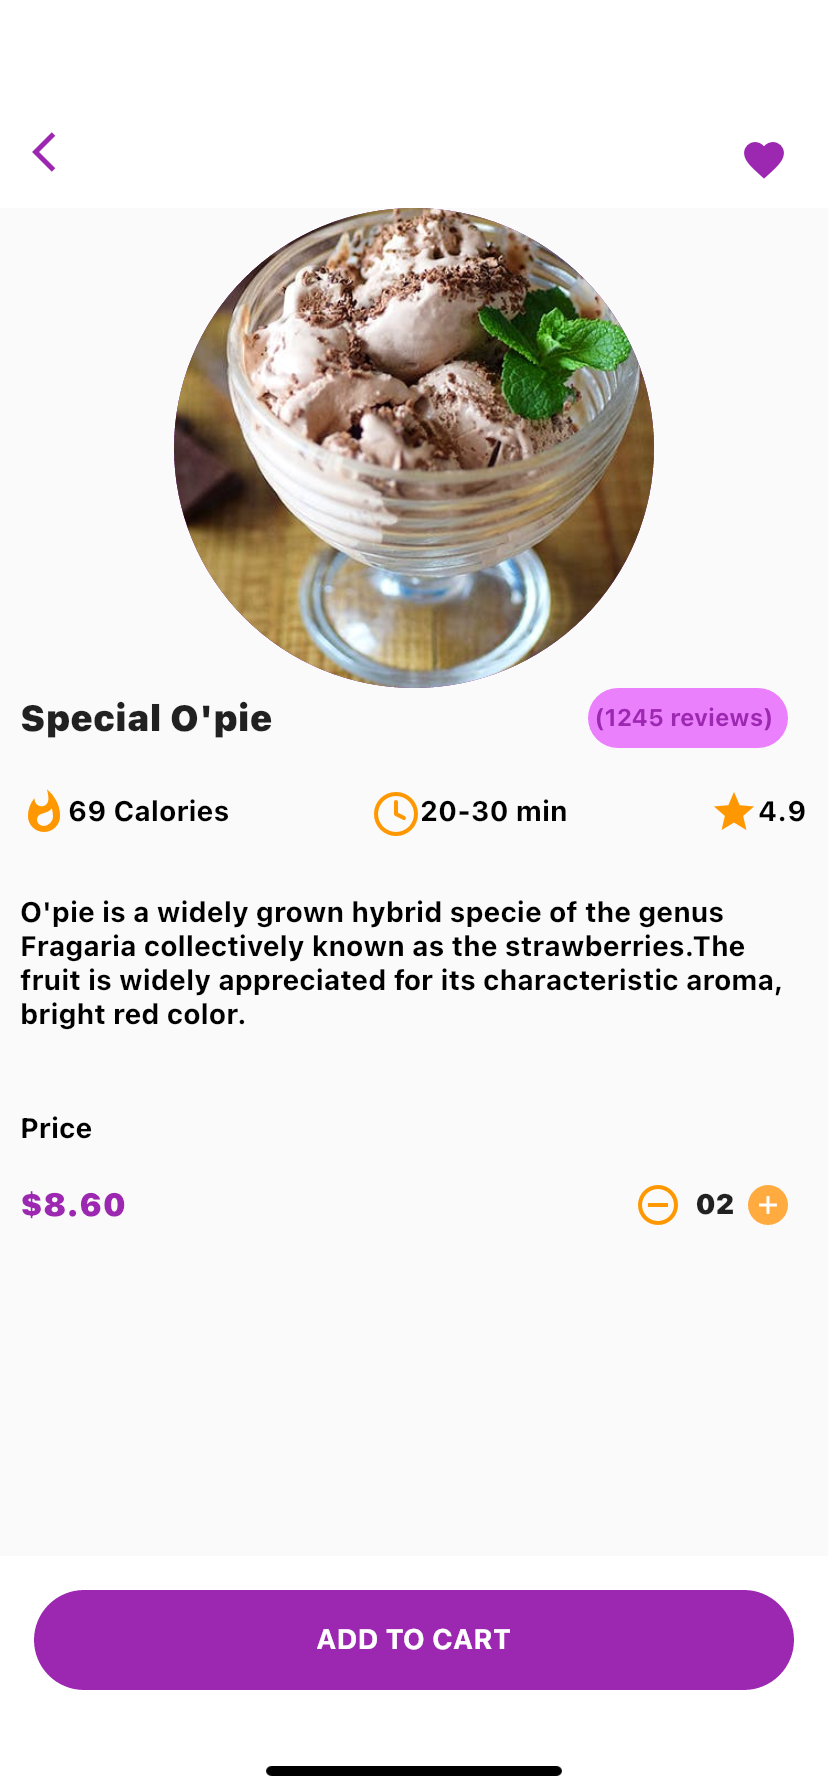 Special O'pie
(1245 reviews)
69 Calories
20-30 min
4.9
O'pie is a widely grown hybrid specie of the genus
Fragaria collectively known as the strawberries.The
fruit is widely appreciated for its characteristic aroma,
bright red color.
Price
$8.60
02
ADD TO CART